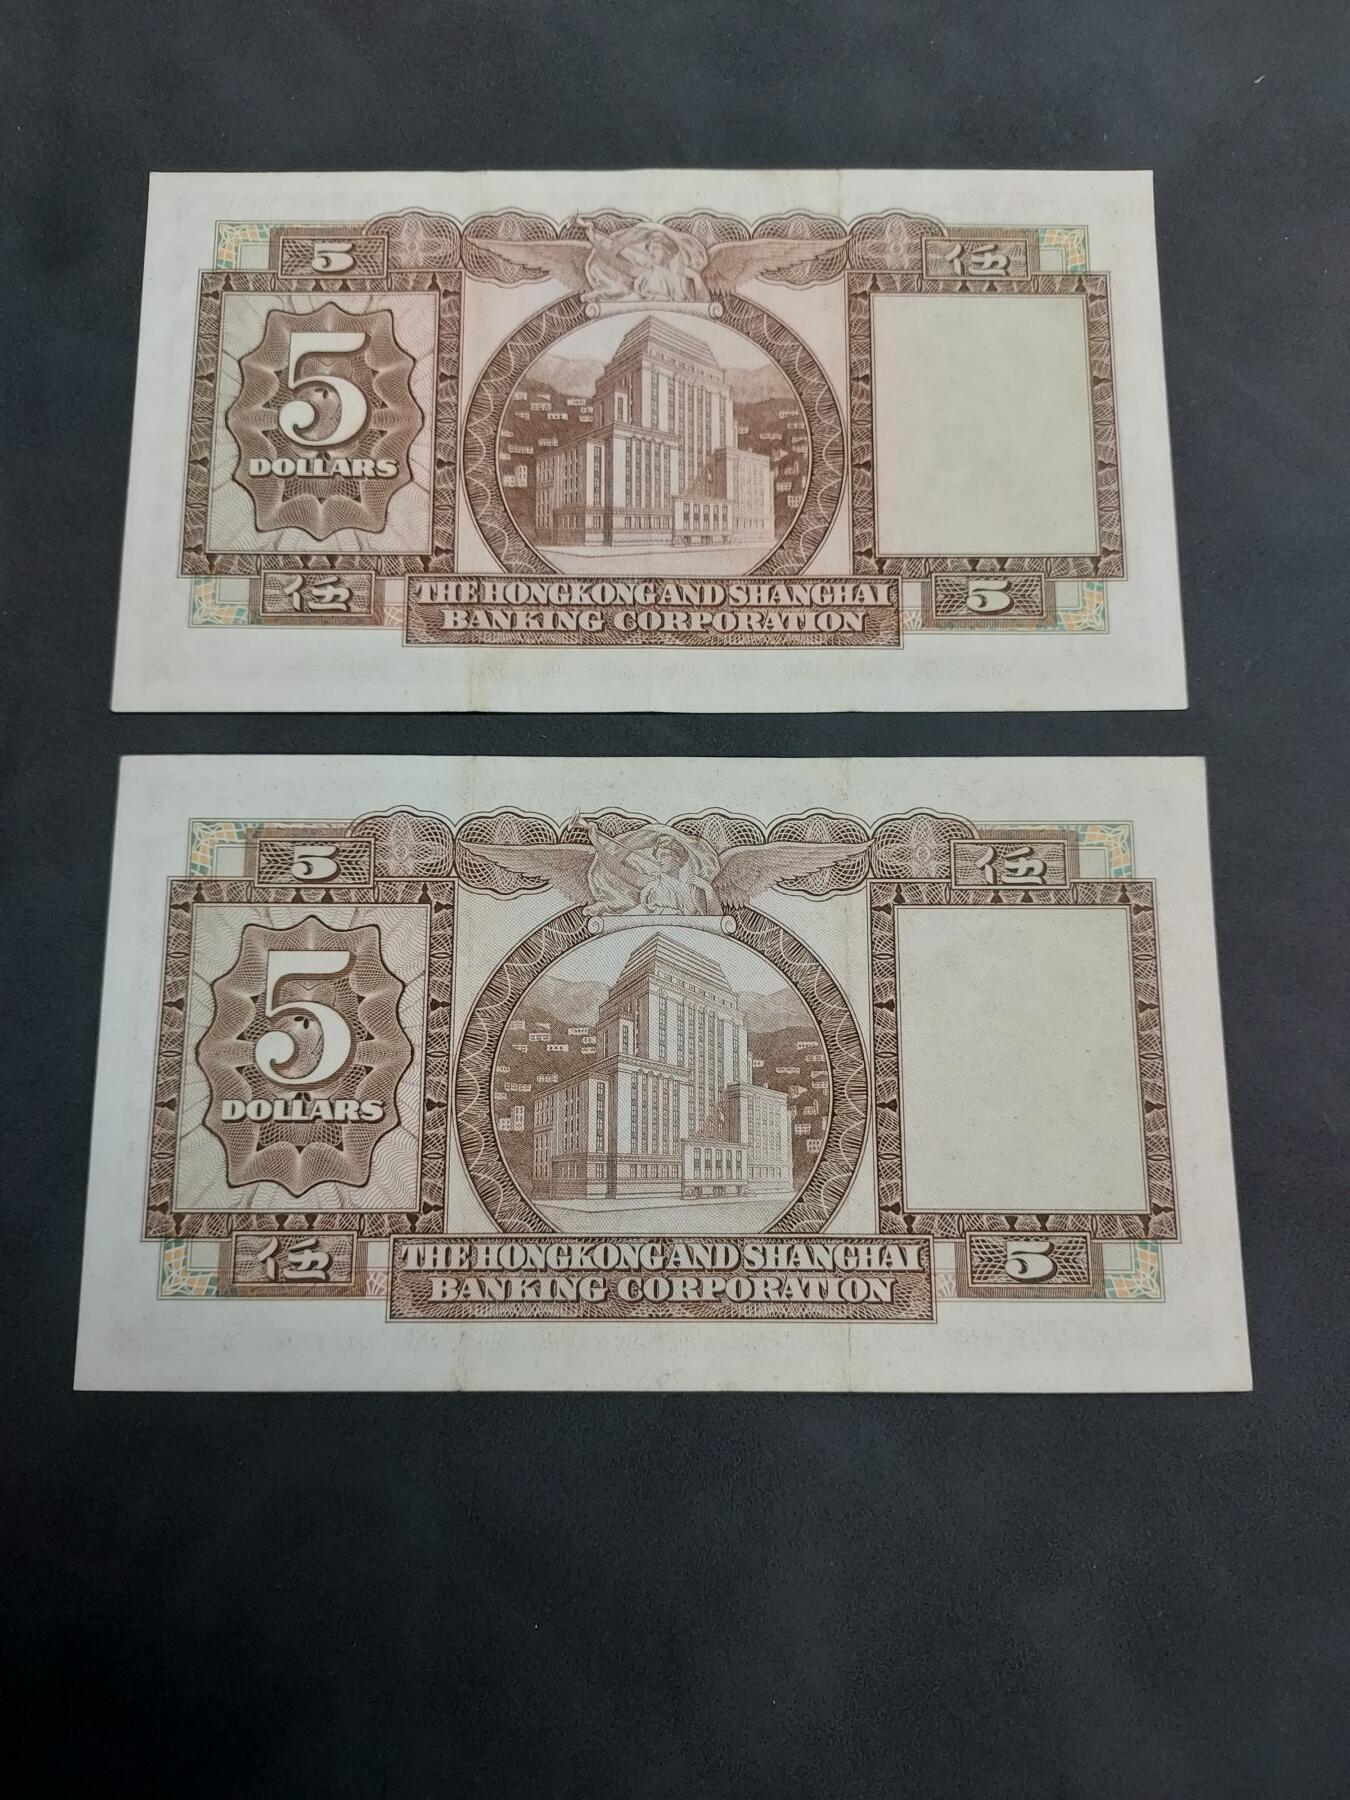 5 伍
5
DOLLARS
伍 THE HONGKONG AND SHANGHAI 5
BANKING CORPORATION
5 伍
5
DOLLARS
伍 THE HONGKONG AND SHANGHAI 5
BANKING CORPORATION